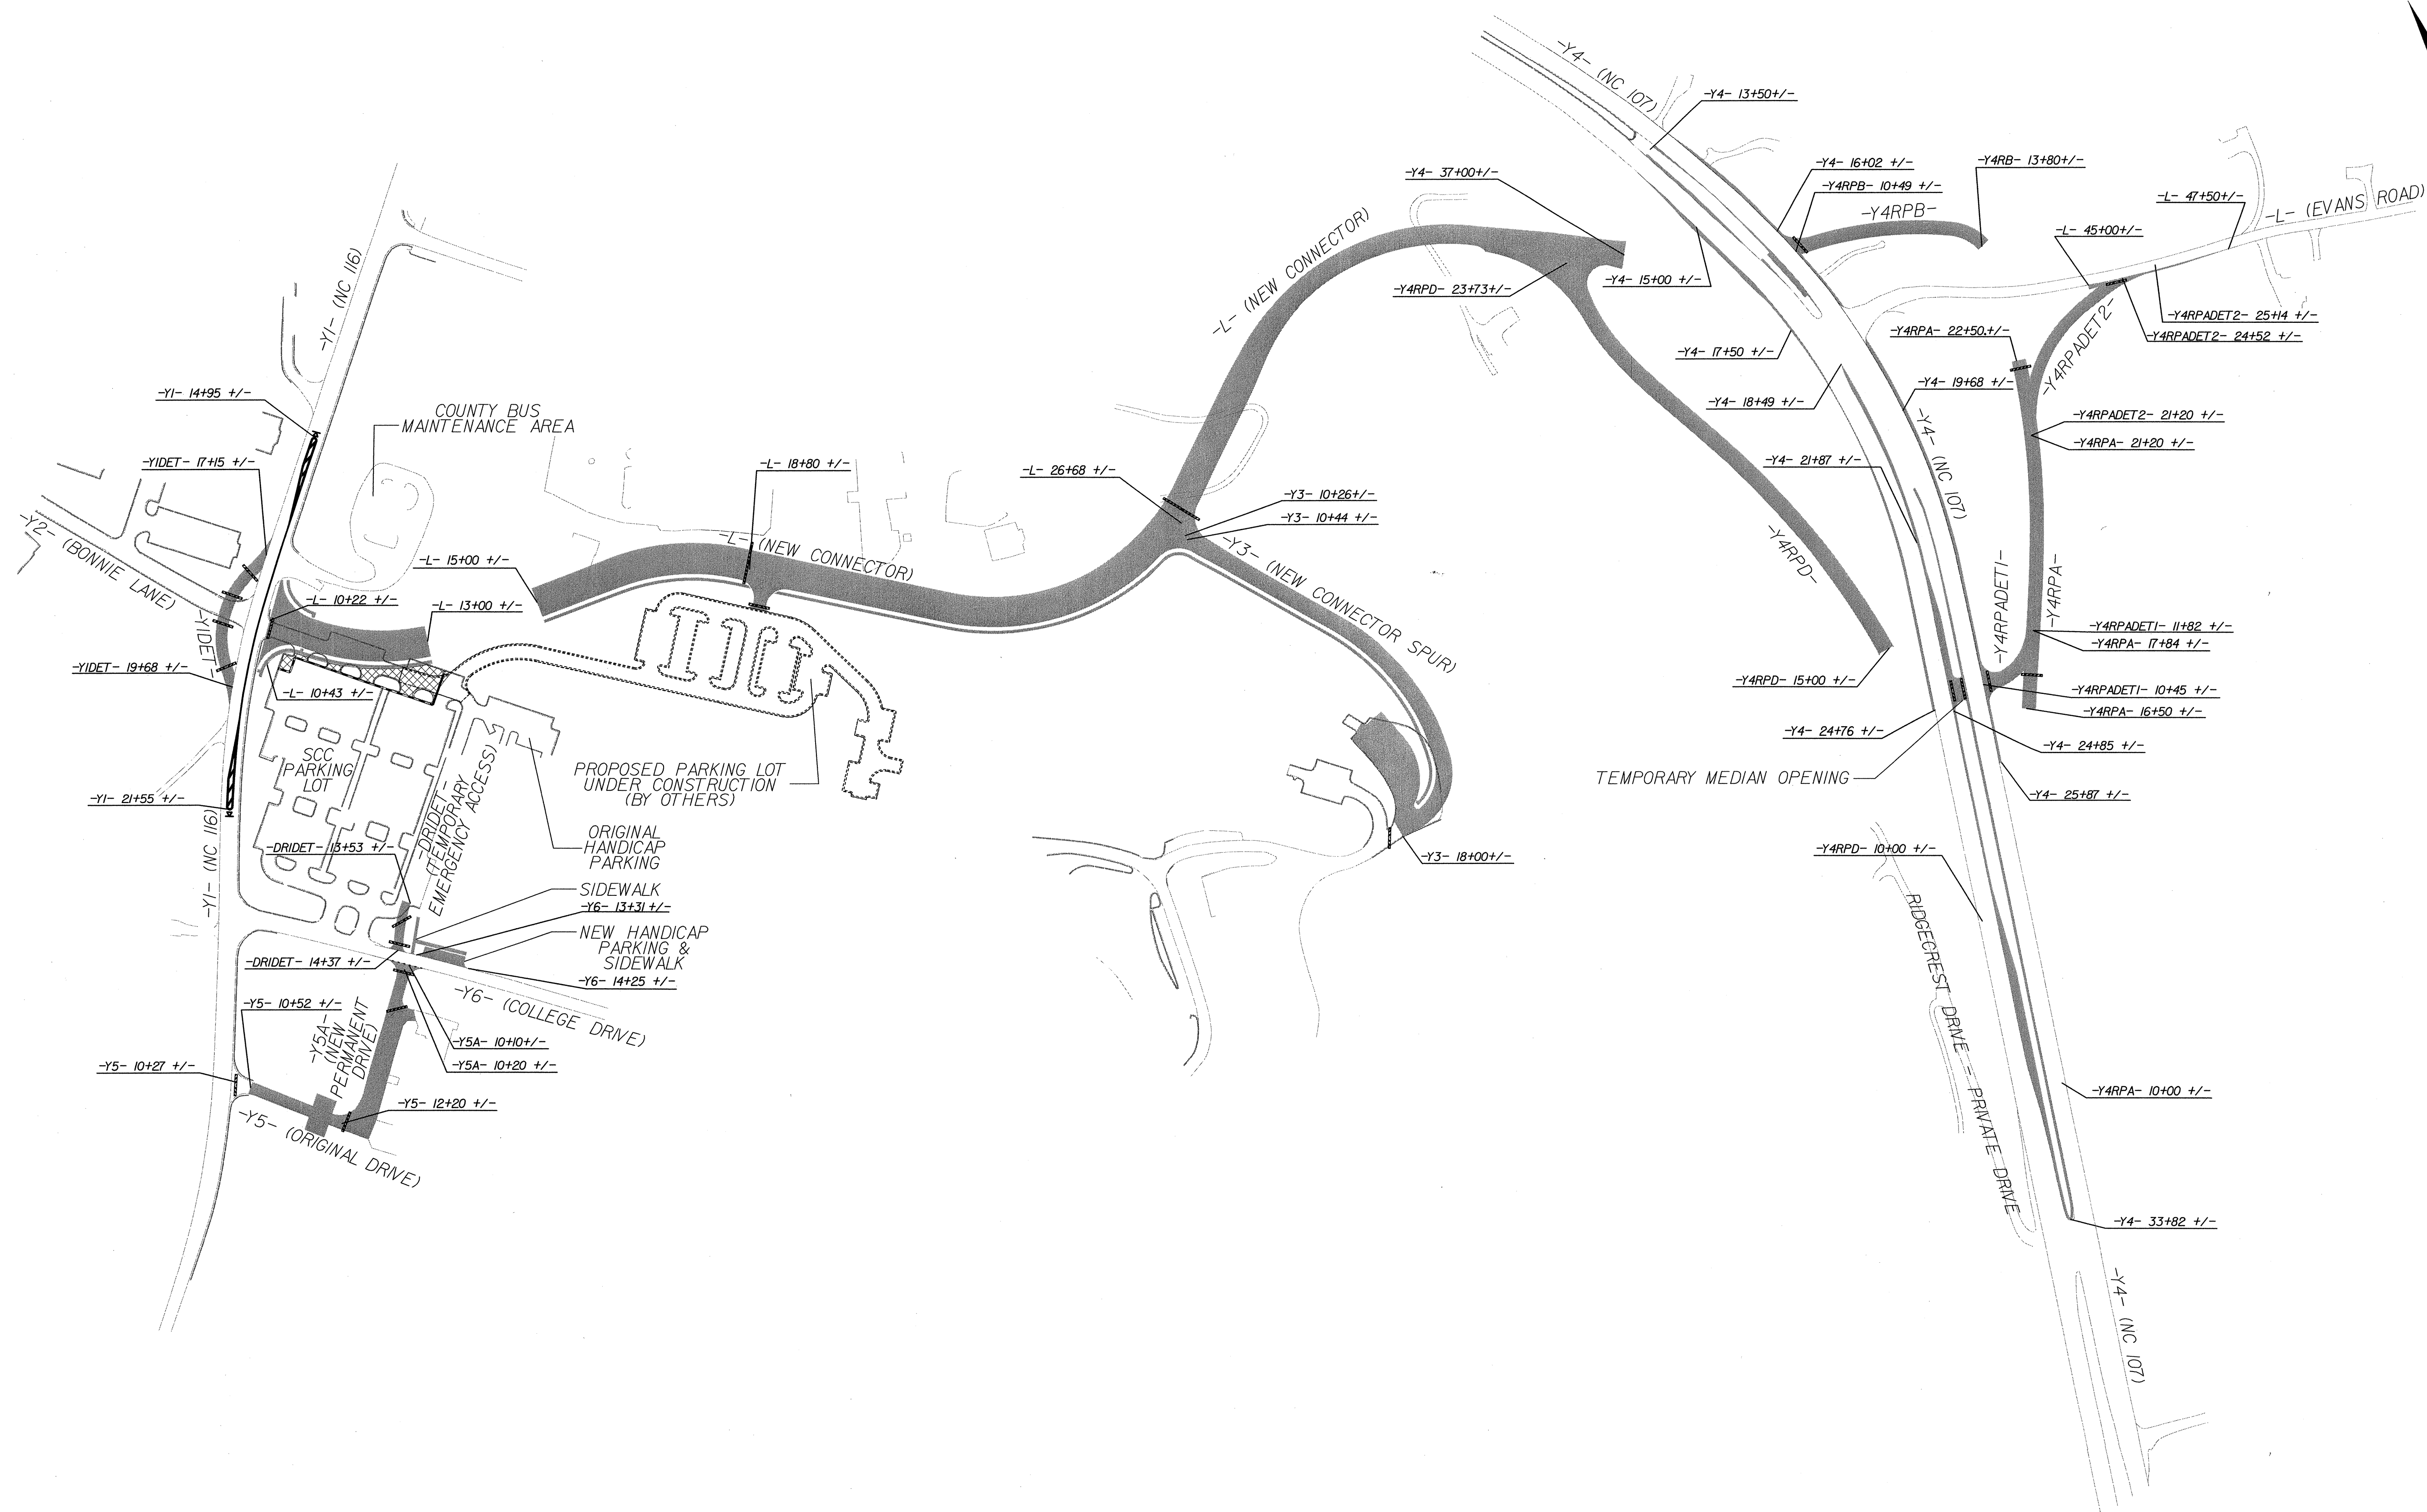 -Y4- (NC 107)
-Y4- 13+50+/-
-Y4- 37+00+/-
-Y4- 16+02 +/-
-Y4RPB- 10+49 +/-
-Y4RB- 13+80+/-
-Y4RPB-
-L- 47+50+/-
-L- (EVANS ROAD)
-L- 45+00+/-
-L- (NEW CONNECTOR)
-Y4RPD- 23+73+/-
-Y4- 15+00 +/-
-Y4RPADET2- 25+14 +/-
-Y4RPADET2- 24+52 +/-
-Y4RPADET2-
-Y4RPA- 22+50.+/-
-Y4- 17+50 +/-
-Y4- 19+68 +/-
-Y4- 18+49 +/-
-Y4RPADET2- 21+20 +/-
-Y4RPA- 21+20 +/-
-Y4- (NC 107)
-Y4- 21+87 +/-
-Y4RPD-
-Y4RPADET1-
-Y4RPA-
-Y4RPADET1- 11+82 +/-
-Y4RPA- 17+84 +/-
-Y4RPD- 15+00 +/-
-Y4RPADET1- 10+45 +/-
-Y4RPA- 16+50 +/-
-Y4- 24+76 +/-
-Y4- 24+85 +/-
TEMPORARY MEDIAN OPENING
-Y4- 25+87 +/-
-Y4RPD- 10+00 +/-
RIDGECREST DRIVE - PRIVATE DRIVE
-Y4RPA- 10+00 +/-
-Y4- 33+82 +/-
-Y4- (NC 107)
-Y1- (NC 116)
-Y1- 14+95 +/-
COUNTY BUS
MAINTENANCE AREA
-Y1DET- 17+15 +/-
-L- 18+80 +/-
-L- 26+68 +/-
-Y3- 10+26+/-
-Y3- 10+44 +/-
-Y2- (BONNIE LANE)
-L- (NEW CONNECTOR)
-Y3- (NEW CONNECTOR SPUR)
-L- 15+00 +/-
-L- 10+22 +/-
-L- 13+00 +/-
-Y1DET-
-Y1DET- 19+68 +/-
-L- 10+43 +/-
SCC
PARKING
LOT
-Y1- 21+55 +/-
PROPOSED PARKING LOT
UNDER CONSTRUCTION
(BY OTHERS)
-DR1DET-
(TEMPORARY
EMERGENCY ACCESS)
ORIGINAL
HANDICAP
PARKING
-Y1- (NC 116)
-DR1DET- 13+53 +/-
-Y3- 18+00+/-
SIDEWALK
-Y6- 13+31 +/-
NEW HANDICAP
PARKING &
SIDEWALK
-DR1DET- 14+37 +/-
-Y6- 14+25 +/-
-Y6- (COLLEGE DRIVE)
-Y5- 10+52 +/-
-Y5A-
(NEW
PERMANENT
DRIVE)
-Y5A- 10+10+/-
-Y5A- 10+20 +/-
-Y5- 10+27 +/-
-Y5- 12+20 +/-
-Y5- (ORIGINAL DRIVE)